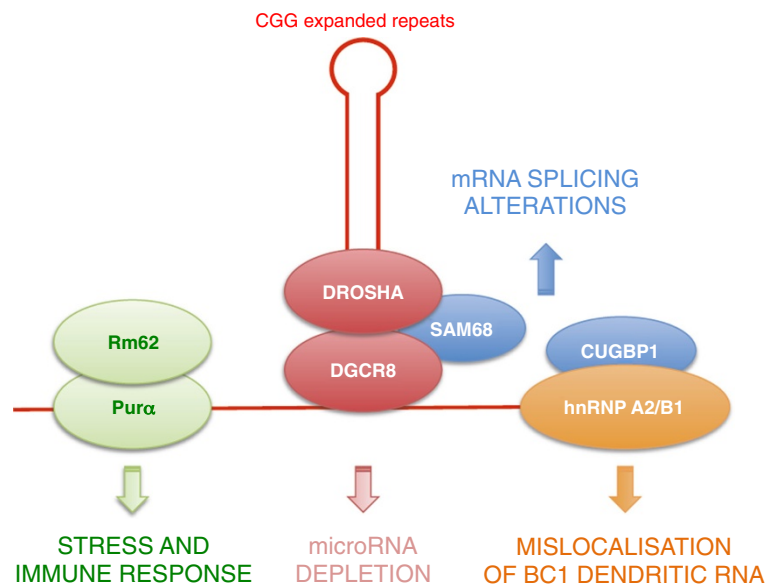 CGG expanded repeats
mRNA SPLICING
ALTERATIONS
DROSHA
SAM68
Rm62
CUGBP1
DGCR8
Purα
hnRNP A2/B1
STRESS AND
IMMUNE RESPONSE
microRNA
DEPLETION
MISLOCALISATION
OF BC1 DENDRITIC RNA